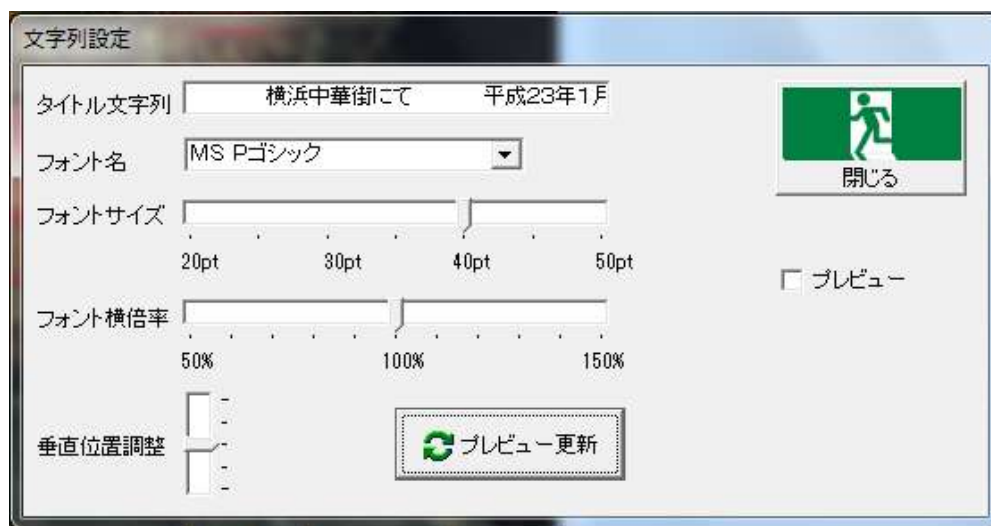 文字列設定
タイトル文字列 横浜中華街にて 平成23年1月
フォント名 MS Pゴシック
閉じる
フォントサイズ
20pt 30pt 40pt 50pt
プレビュー
フォント横倍率
50% 100% 150%
垂直位置調整
プレビュー更新